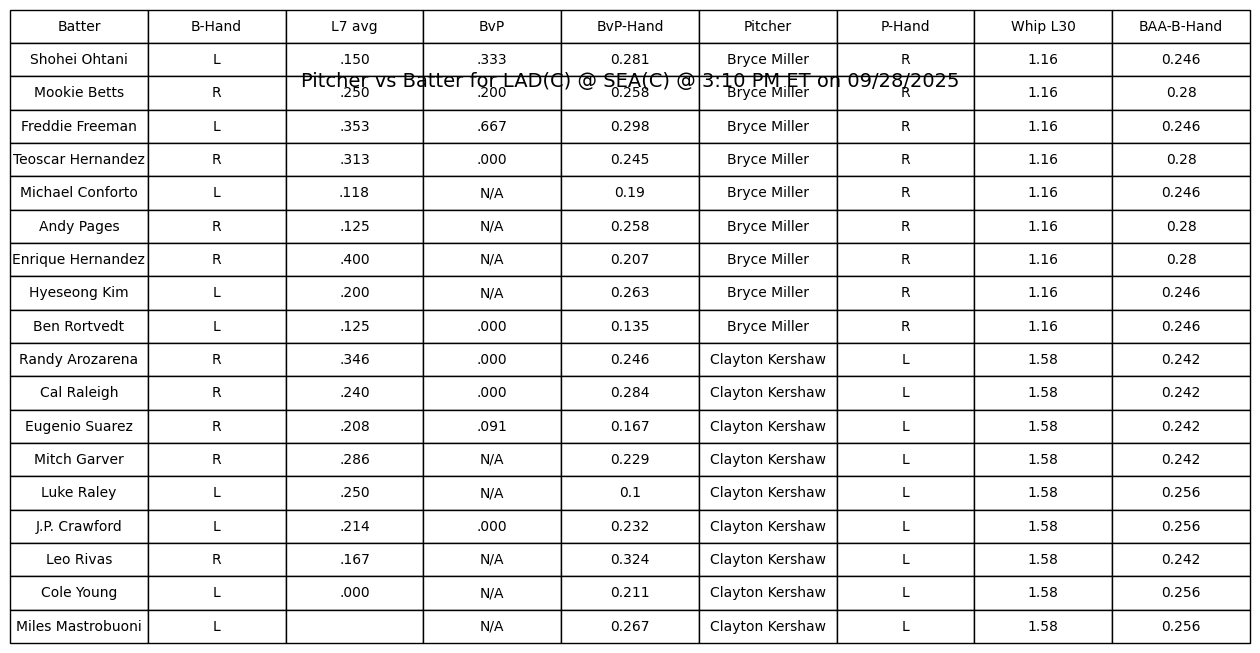 Batter B-Hand L7 avg BvP BvP-Hand Pitcher P-Hand Whip L30 BAA-B-Hand
Shohei Ohtani L .150 .333 0.281 Bryce Miller R 1.16 0.246
Pitcher vs Batter for LAD(C) @ SEA(C) @ 3:10 PM ET on 09/28/2025
Mookie Betts R .250 .200 0.258 Bryce Miller R 1.16 0.28
Freddie Freeman L .353 .667 0.298 Bryce Miller R 1.16 0.246
Teoscar Hernandez R .313 .000 0.245 Bryce Miller R 1.16 0.28
Michael Conforto L .118 N/A 0.19 Bryce Miller R 1.16 0.246
Andy Pages R .125 N/A 0.258 Bryce Miller R 1.16 0.28
Enrique Hernandez R .400 N/A 0.207 Bryce Miller R 1.16 0.28
Hyeseong Kim L .200 N/A 0.263 Bryce Miller R 1.16 0.246
Ben Rortvedt L .125 .000 0.135 Bryce Miller R 1.16 0.246
Randy Arozarena R .346 .000 0.246 Clayton Kershaw L 1.58 0.242
Cal Raleigh R .240 .000 0.284 Clayton Kershaw L 1.58 0.242
Eugenio Suarez R .208 .091 0.167 Clayton Kershaw L 1.58 0.242
Mitch Garver R .286 N/A 0.229 Clayton Kershaw L 1.58 0.242
Luke Raley L .250 N/A 0.1 Clayton Kershaw L 1.58 0.256
J.P. Crawford L .214 .000 0.232 Clayton Kershaw L 1.58 0.256
Leo Rivas R .167 N/A 0.324 Clayton Kershaw L 1.58 0.242
Cole Young L .000 N/A 0.211 Clayton Kershaw L 1.58 0.256
Miles Mastrobuoni L N/A 0.267 Clayton Kershaw L 1.58 0.256